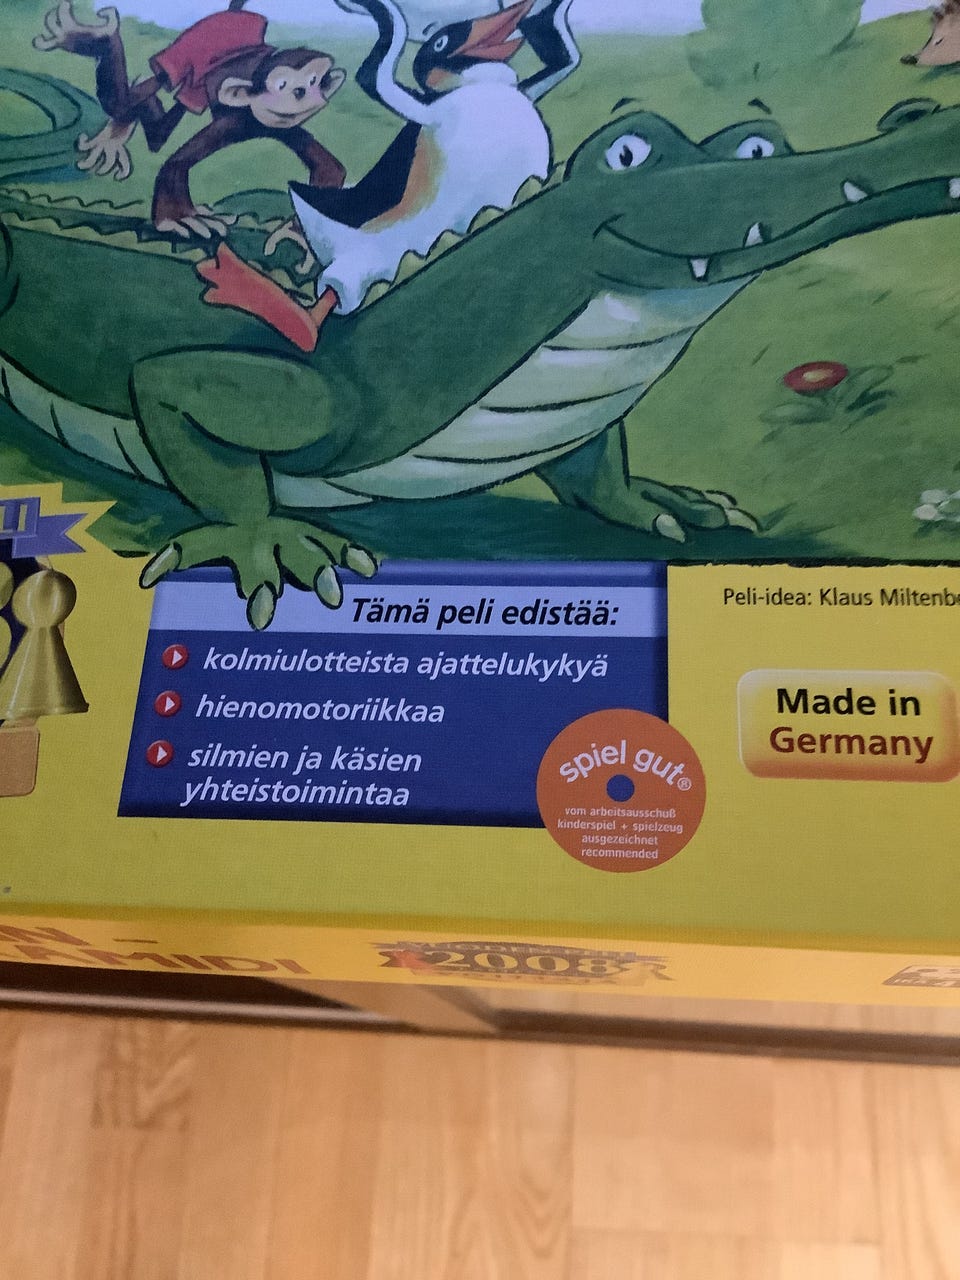 Tämä peli edistää:
kolmiulotteista ajattelukykyä
hienomotoriikkaa
silmien ja käsien
yhteistoimintaa
Peli-idea: Klaus
Made in
Germany
spiel gut®
vom arbeitsausschuß
kinderspiel + spielzeug
ausgezeichnet
recommended
2008